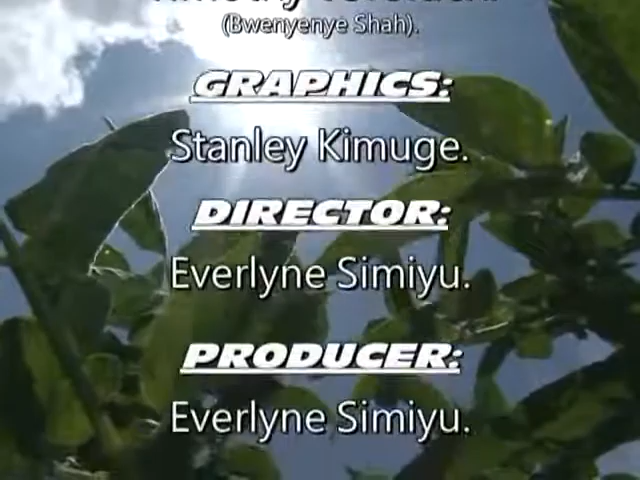 (Bwenyenye Shah).
GRAPHICS:
Stanley Kimuge.
DIRECTOR:
Everlyne Simiyu.
PRODUCER:
Everlyne Simiyu.